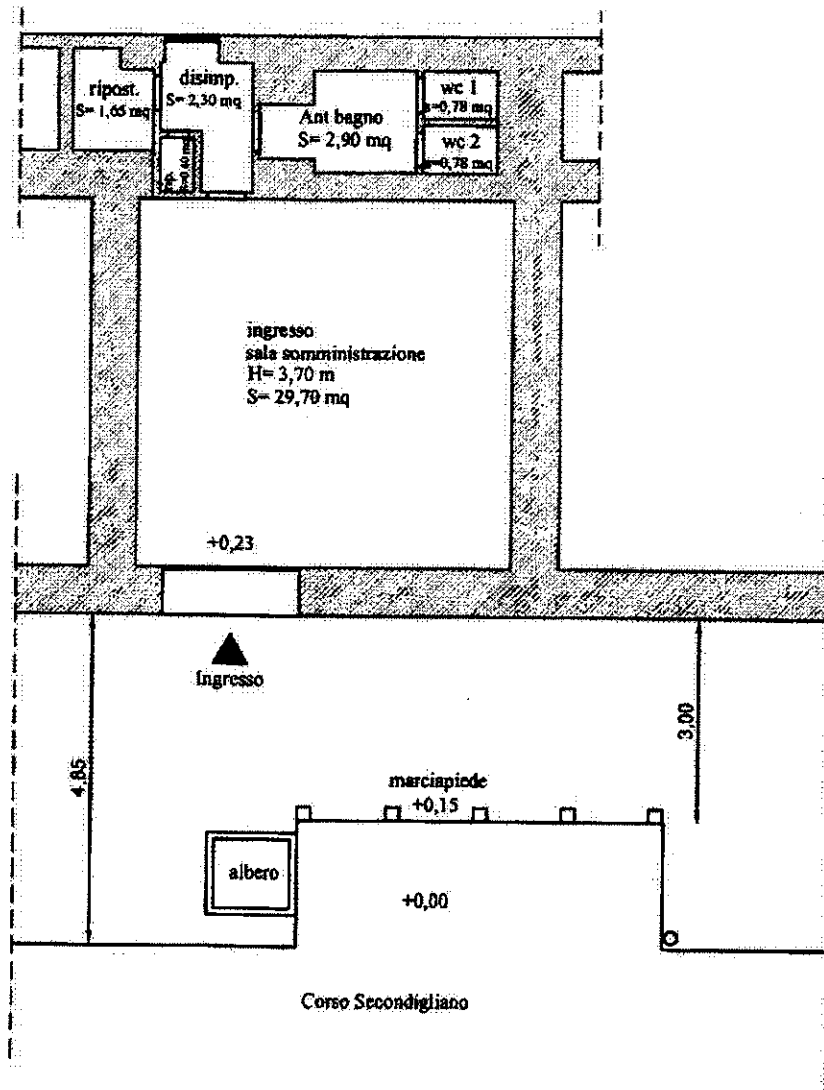 ripost.
S= 1,65 mq
disimp.
S= 2,30 mq
Ant bagno
S= 2,90 mq
wc 1
s=0,78 mq
wc 2
s=0,78 mq
ingresso
sala somministrazione
H= 3,70 m
S= 29,70 mq
+0,23
Ingresso
4,85
3,00
marciapiede
+0,15
albero
+0,00
Corso Secondigliano